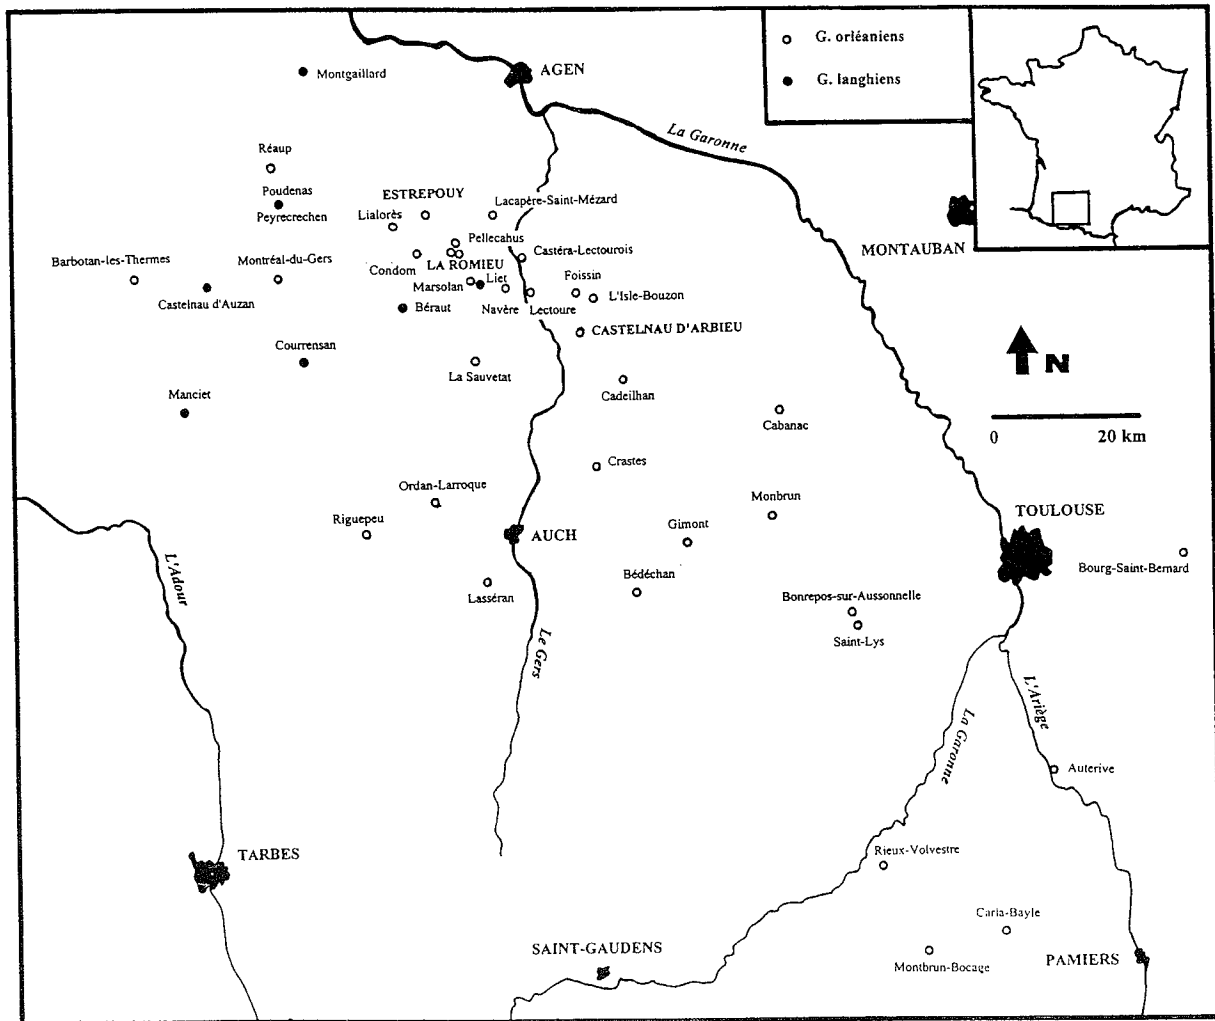 G. orléaniens
AGEN
Montgaillard
G. langhiens
La Garonne
Réaup
Poudenas
ESTREPOUY
Lacapère-Saint-Mézard
Peyrecrechen
Lialorès
Pellecahus
MONTAUBAN
Barbotan-les-Thermes
Montréal-du-Gers
Condom
LA ROMIEU
Castéra-Lectourois
Marsolan
Liet
Foissin
L'Isle-Bouzon
Castelnau d'Auzan
Béraut
Navère
Lectoure
CASTELNAU D'ARBIEU
Courrensan
La Sauvetat
N
Manciet
Cadeilhan
Cabanac
0
20 km
Crastes
Ordan-Larroque
Monbrun
Riguepeu
AUCH
Gimont
TOULOUSE
L'Adour
Bédéchan
Bourg-Saint-Bernard
Lasséran
Bonrepos-sur-Aussonnelle
Saint-Lys
Le Gers
L'Ariège
La Garonne
Auterive
TARBES
Rieux-Volvestre
Carla-Bayle
SAINT-GAUDENS
Montbrun-Bocage
PAMIERS